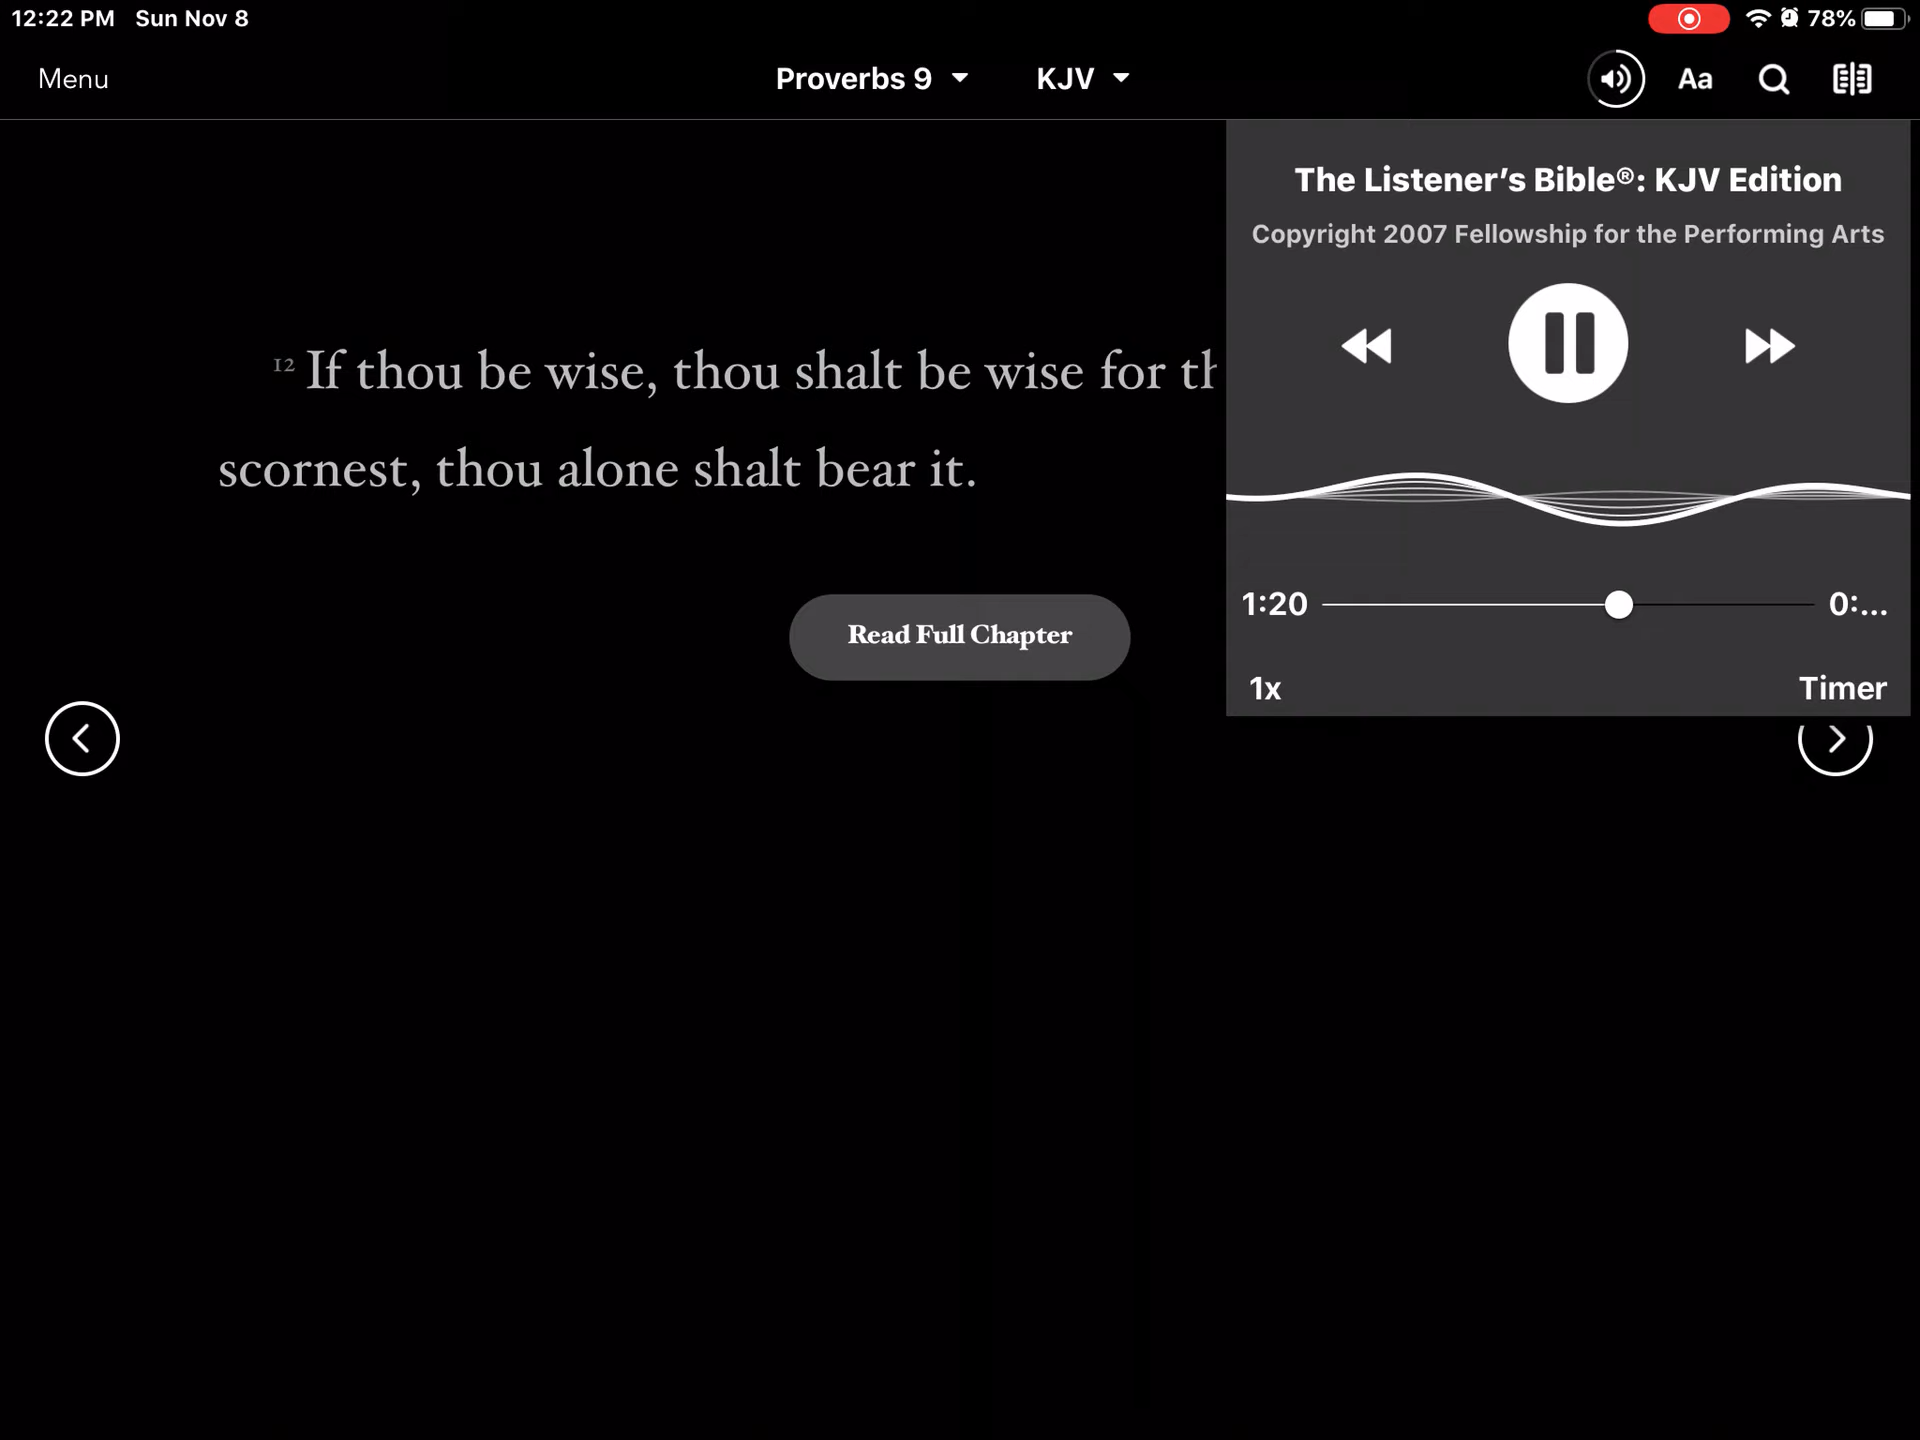 12:22 PM Sun Nov 8 78%
Menu Proverbs 9 KJV Aa
The Listener's Bible®: KJV Edition
Copyright 2007 Fellowship for the Performing Arts
12 If thou be wise, thou shalt be wise for
scornest, thou alone shalt bear it.
1:20 0:...
Read Full Chapter
1x Timer